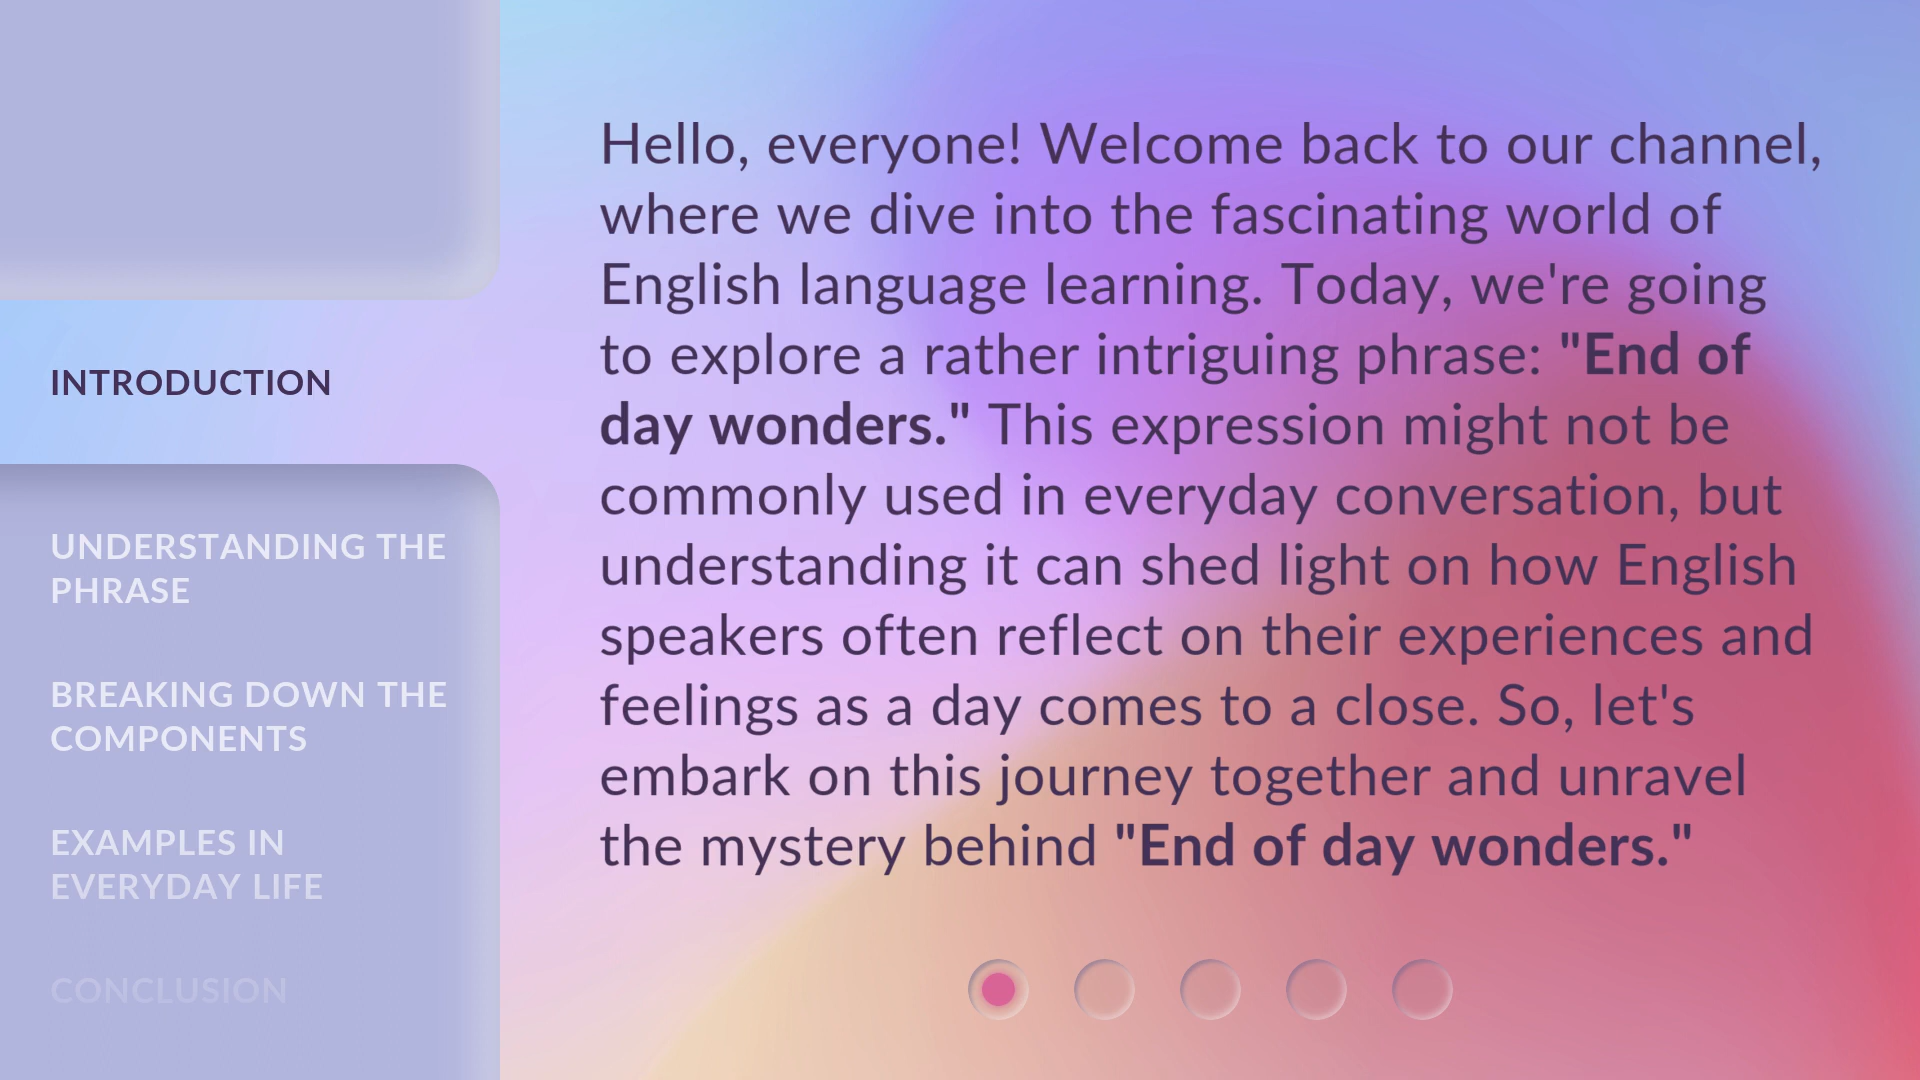 INTRODUCTION
UNDERSTANDING THE
PHRASE
BREAKING DOWN THE
COMPONENTS
EXAMPLES IN
EVERYDAY LIFE
CONCLUSION
Hello, everyone! Welcome back to our channel,
where we dive into the fascinating world of
English language learning. Today, we're going
to explore a rather intriguing phrase: "End of
day wonders." This expression might not be
commonly used in everyday conversation, but
understanding it can shed light on how English
speakers often reflect on their experiences and
feelings as a day comes to a close. So, let's
embark on this journey together and unravel
the mystery behind "End of day wonders."